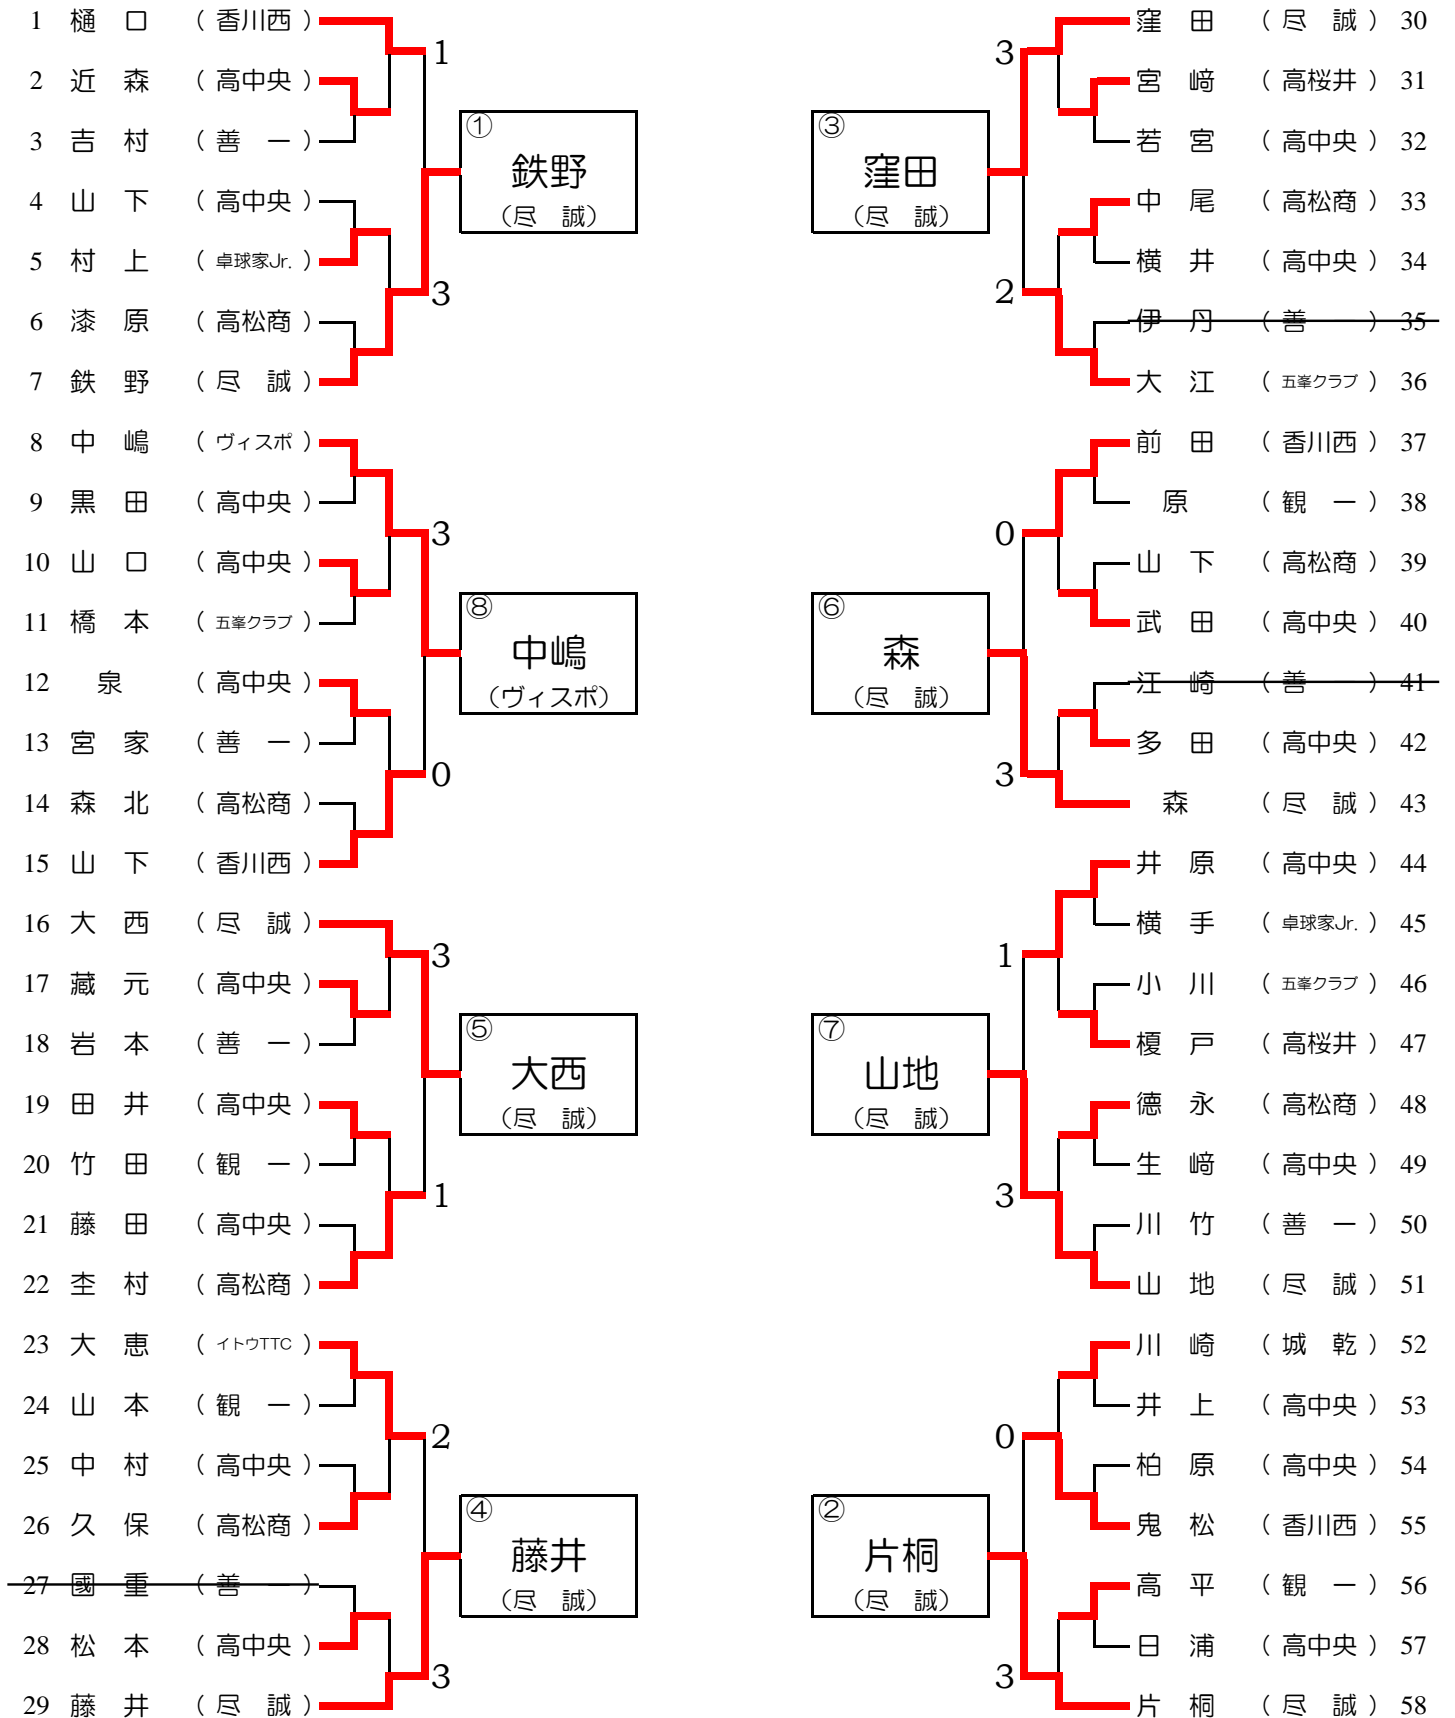 1 樋 口 ( 香川西 )
1
2 近 森 ( 高中央 )
3 吉 村 ( 善 一 )
①
鉄野
(尽 誠)
4 山 下 ( 高中央 )
5 村 上 ( 卓球家Jr. )
3
6 漆 原 ( 高松商 )
7 鉄 野 ( 尽 誠 )
8 中 嶋 ( ヴィスポ )
9 黒 田 ( 高中央 )
3
10 山 口 ( 高中央 )
11 橋 本 ( 五峯クラブ )
⑧
中嶋
(ヴィスポ)
12 泉 ( 高中央 )
13 宮 家 ( 善 一 )
0
14 森 北 ( 高松商 )
15 山 下 ( 香川西 )
16 大 西 ( 尽 誠 )
3
17 藏 元 ( 高中央 )
18 岩 本 ( 善 一 )
⑤
大西
(尽 誠)
19 田 井 ( 高中央 )
20 竹 田 ( 観 一 )
1
21 藤 田 ( 高中央 )
22 杢 村 ( 高松商 )
23 大 恵 ( イトウTTC )
24 山 本 ( 観 一 )
2
25 中 村 ( 高中央 )
26 久 保 ( 高松商 )
④
藤井
(尽 誠)
27 國 重 ( 善 一 )
28 松 本 ( 高中央 )
3
29 藤 井 ( 尽 誠 )
窪 田 ( 尽 誠 ) 30
3
宮 﨑 ( 高桜井 ) 31
若 宮 ( 高中央 ) 32
③
窪田
(尽 誠)
中 尾 ( 高松商 ) 33
横 井 ( 高中央 ) 34
2
伊 丹 ( 善 一 ) 35
大 江 ( 五峯クラブ ) 36
前 田 ( 香川西 ) 37
原 ( 観 一 ) 38
0
山 下 ( 高松商 ) 39
武 田 ( 高中央 ) 40
⑥
森
(尽 誠)
江 崎 ( 善 一 ) 41
多 田 ( 高中央 ) 42
3
森 ( 尽 誠 ) 43
井 原 ( 高中央 ) 44
横 手 ( 卓球家Jr. ) 45
1
小 川 ( 五峯クラブ ) 46
榎 戸 ( 高桜井 ) 47
⑦
山地
(尽 誠)
德 永 ( 高松商 ) 48
生 﨑 ( 高中央 ) 49
3
川 竹 ( 善 一 ) 50
山 地 ( 尽 誠 ) 51
川 崎 ( 城 乾 ) 52
井 上 ( 高中央 ) 53
0
柏 原 ( 高中央 ) 54
鬼 松 ( 香川西 ) 55
②
片桐
(尽 誠)
高 平 ( 観 一 ) 56
日 浦 ( 高中央 ) 57
3
片 桐 ( 尽 誠 ) 58